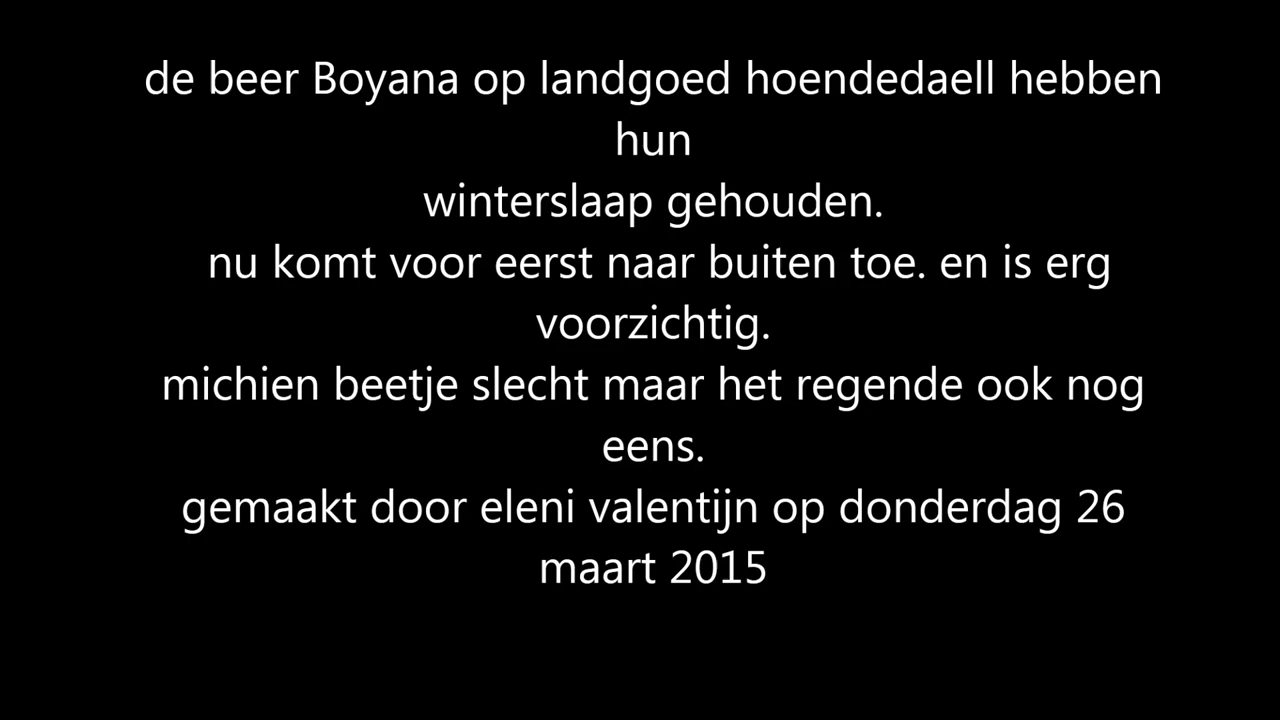 de beer Boyana op landgoed hoendedaell hebben
hun
winterslaap gehouden.
nu komt voor eerst naar buiten toe. en is erg
voorzichtig.
michien beetje slecht maar het regende ook nog
eens.
gemaakt door eleni valentijn op donderdag 26
maart 2015